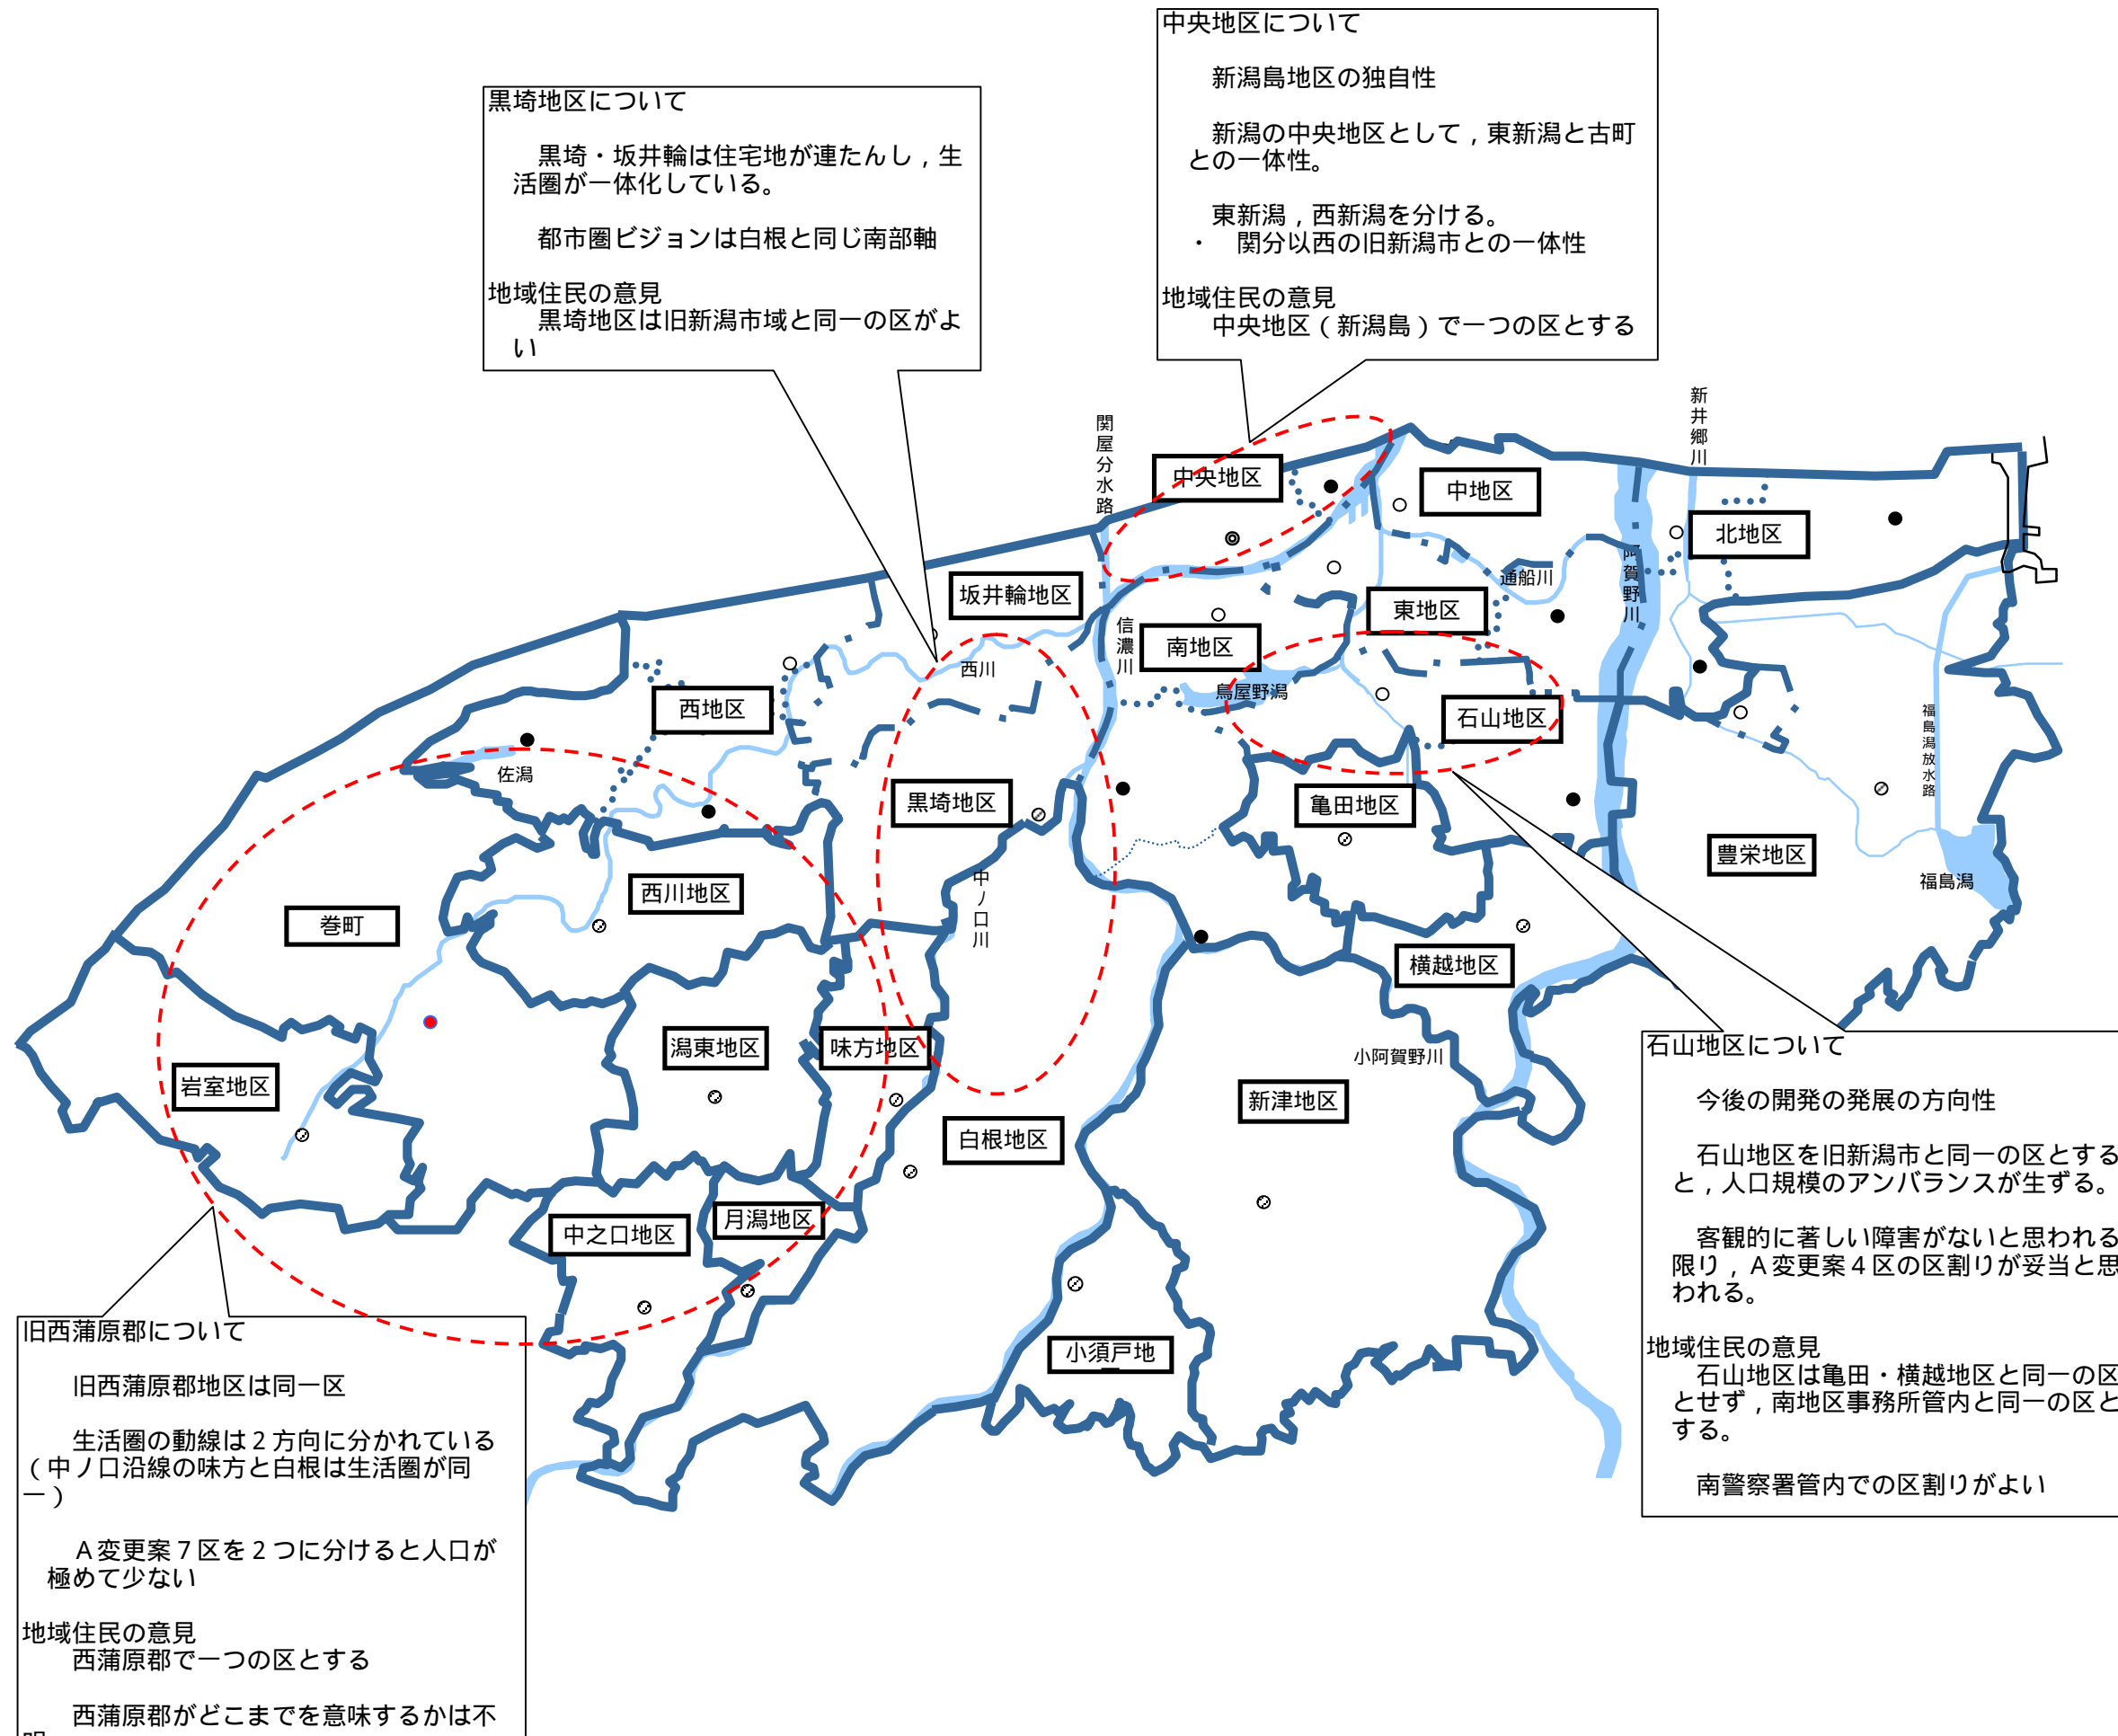 中央地区について
新潟島地区の独自性
新潟の中央地区として，東新潟と古町
との一体性。
東新潟，西新潟を分ける。
・　関分以西の旧新潟市との一体性
地域住民の意見
中央地区（新潟島）で一つの区とする
黒埼地区について
黒埼・坂井輪は住宅地が連たんし，生
活圏が一体化している。
都市圏ビジョンは白根と同じ南部軸
地域住民の意見
黒埼地区は旧新潟市域と同一の区がよ
い
関屋分水路
新井郷川
中央地区
中地区
北地区
坂井輪地区
通船川
阿賀野川
東地区
信濃川
南地区
西川
鳥屋野潟
西地区
石山地区
福島潟放水路
佐潟
黒埼地区
亀田地区
豊栄地区
福島潟
西川地区
中ノ口川
巻町
横越地区
潟東地区
味方地区
小阿賀野川
岩室地区
新津地区
白根地区
月潟地区
中之口地区
小須戸地
石山地区について
今後の開発の発展の方向性
石山地区を旧新潟市と同一の区とする
と，人口規模のアンバランスが生ずる。
客観的に著しい障害がないと思われる
限り，Ａ変更案４区の区割りが妥当と思
われる。
地域住民の意見
石山地区は亀田・横越地区と同一の区
とせず，南地区事務所管内と同一の区と
する。
南警察署管内での区割りがよい
旧西蒲原郡について
旧西蒲原郡地区は同一区
生活圏の動線は２方向に分かれている
（中ノ口沿線の味方と白根は生活圏が同
一）
Ａ変更案７区を２つに分けると人口が
極めて少ない
地域住民の意見
西蒲原郡で一つの区とする
西蒲原郡がどこまでを意味するかは不